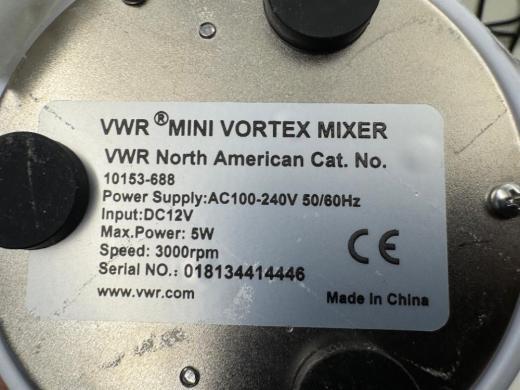 VWR ®MINI VORTEX MIXER
VWR North American Cat. No.
10153-688
Power Supply:AC100-240V 50/60Hz
Input:DC12V
Max.Power: 5W
Speed: 3000rpm
Serial NO.: 018134414446
CE
www.vwr.com
Made In China